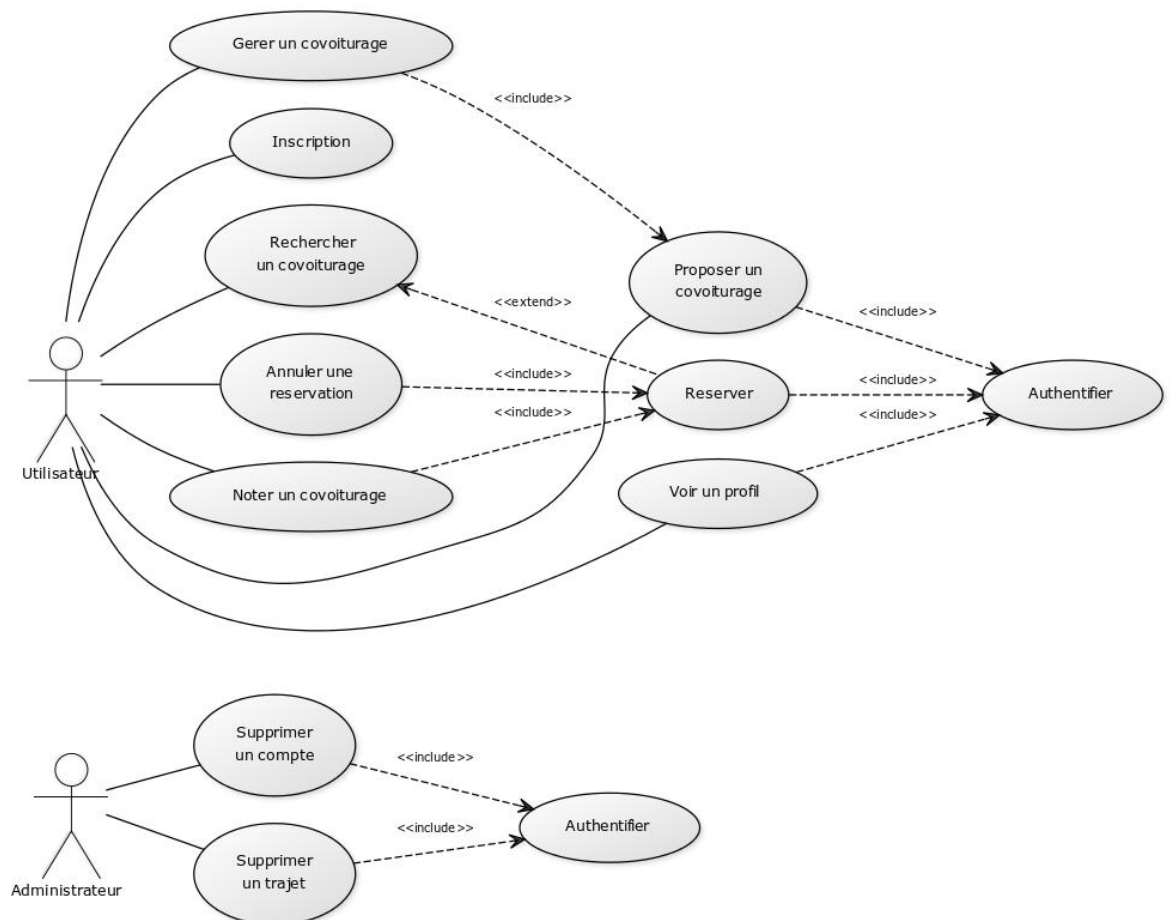 Gerer un covoiturage
<<include>>
Inscription
Rechercher
un covoiturage
Proposer un
covoiturage
<<extend>>
<<include>>
Annuler une
reservation
<<include>>
<<include>>
Reserver
<<include>>
<<include>>
Authentifier
Utilisateur
Noter un covoiturage
Voir un profil
Supprimer
un compte
<<include>>
<<include>>
Authentifier
Supprimer
un trajet
Administrateur